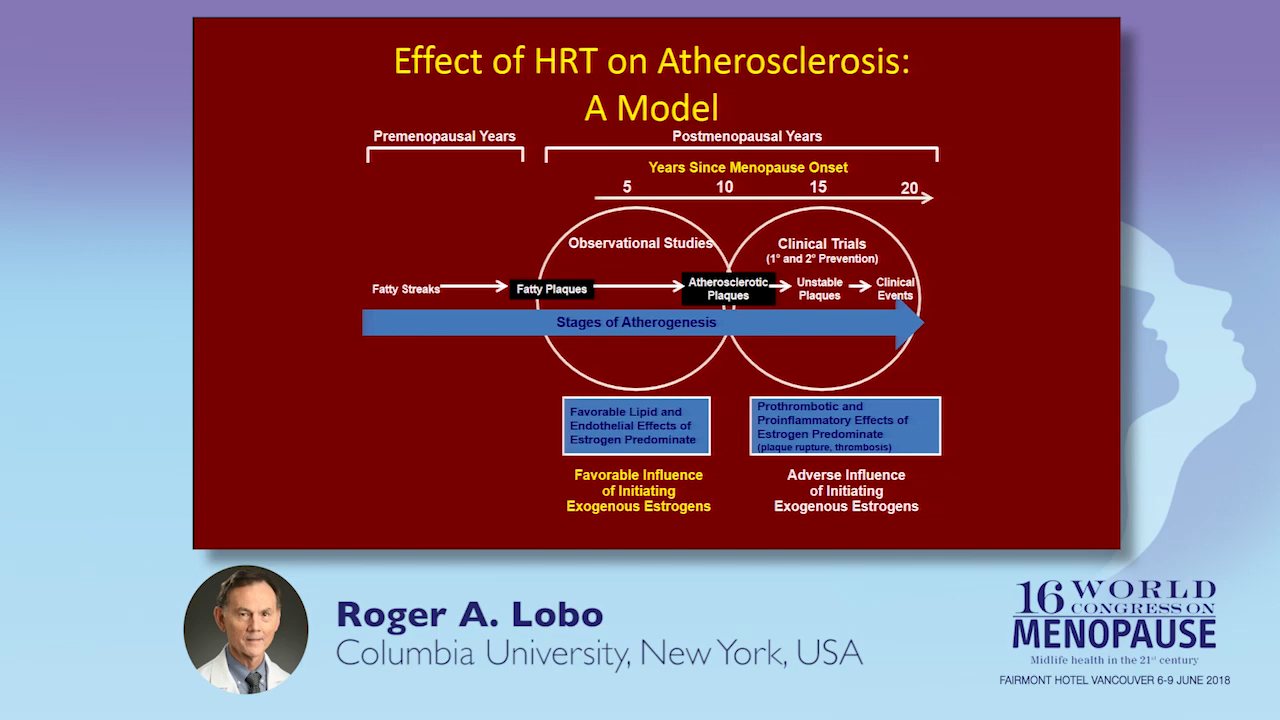 Effect of HRT on Atherosclerosis:
A Model
Premenopausal Years
Postmenopausal Years
Years Since Menopause Onset
5 10 15 20
Observational Studies
Clinical Trials
(1° and 2° Prevention)
Fatty Streaks
Fatty Plaques
Atherosclerotic
Plaques
Unstable
Plaques
Clinical
Events
Stages of Atherogenesis
Favorable Lipid and
Endothelial Effects of
Estrogen Predominate
Prothrombotic and
Proinflammatory Effects of
Estrogen Predominate
(plaque rupture, thrombosis)
Favorable Influence
of Initiating
Exogenous Estrogens
Adverse Influence
of Initiating
Exogenous Estrogens
Roger A. Lobo
Columbia University, New York, USA
16 WORLD
CONGRESS ON
MENOPAUSE
Midlife health in the 21st century
FAIRMONT HOTEL VANCOUVER 6-9 JUNE 2018